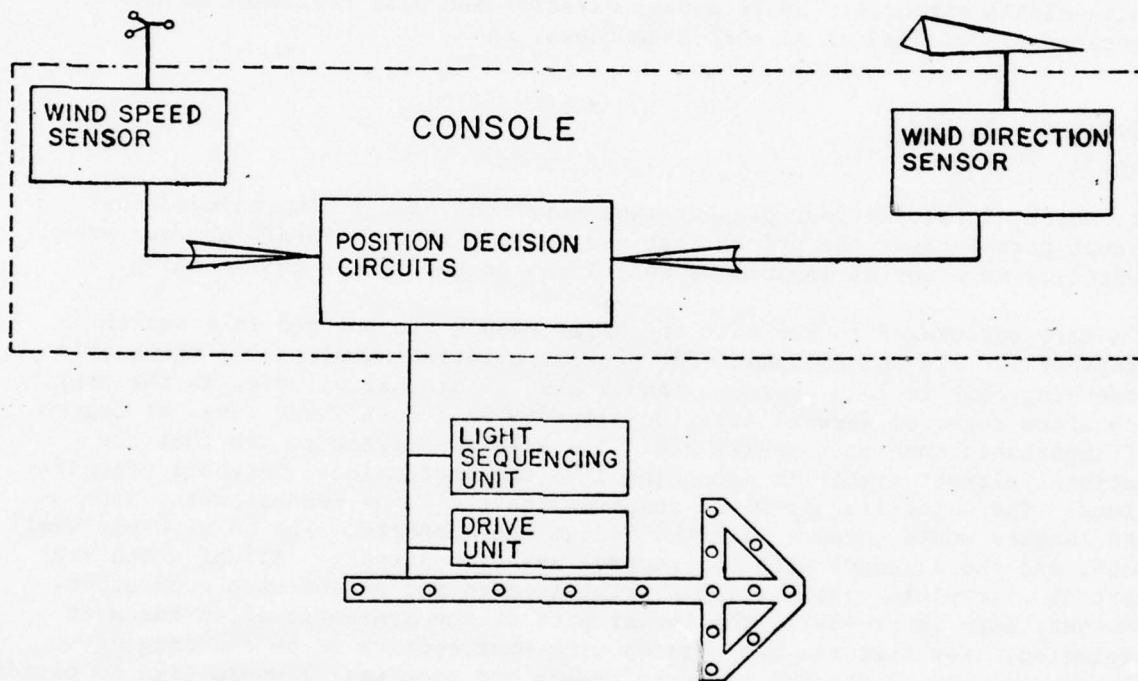 WIND SPEED
SENSOR
CONSOLE
WIND DIRECTION
SENSOR
POSITION DECISION
CIRCUITS
LIGHT
SEQUENCING
UNIT
DRIVE
UNIT